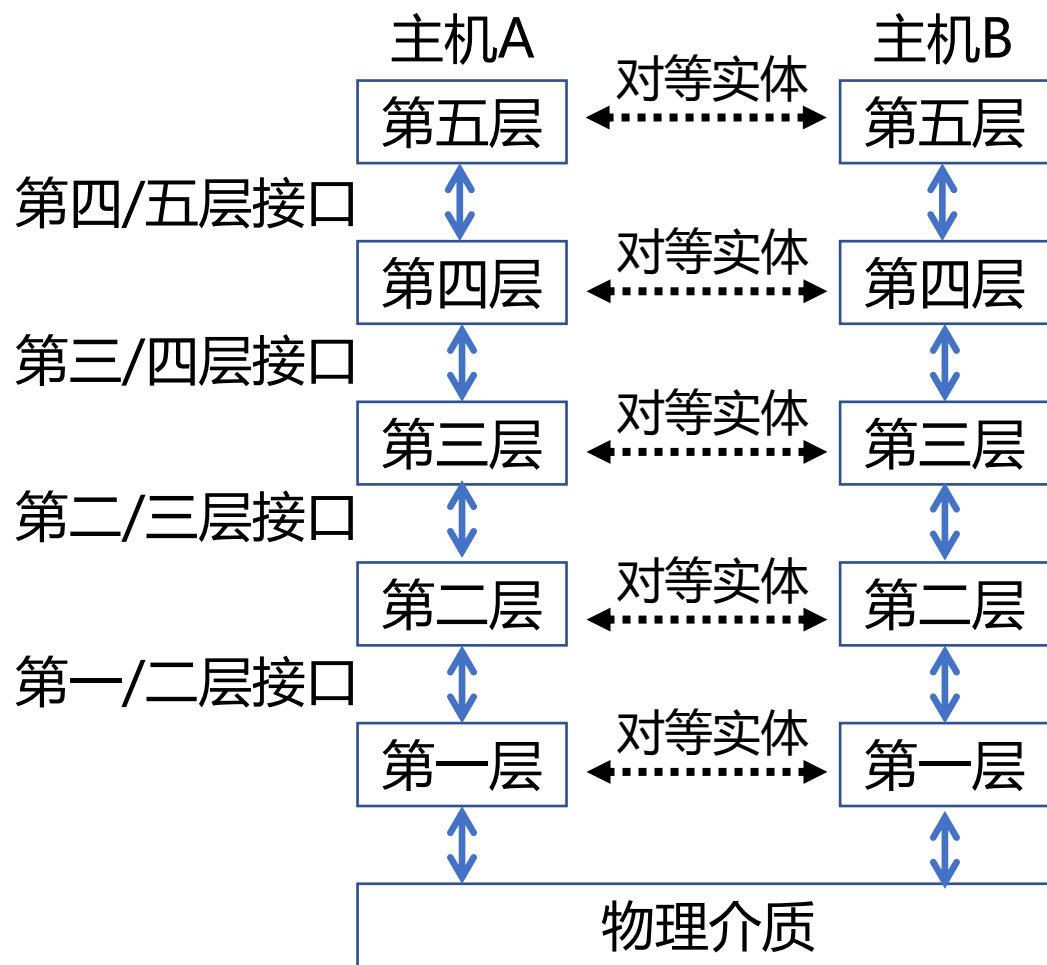 主机A
主机B
对等实体
第五层
第五层
第四/五层接口
对等实体
第四层
第四层
第三/四层接口
对等实体
第三层
第三层
第二/三层接口
对等实体
第二层
第二层
第一/二层接口
对等实体
第一层
第一层
物理介质